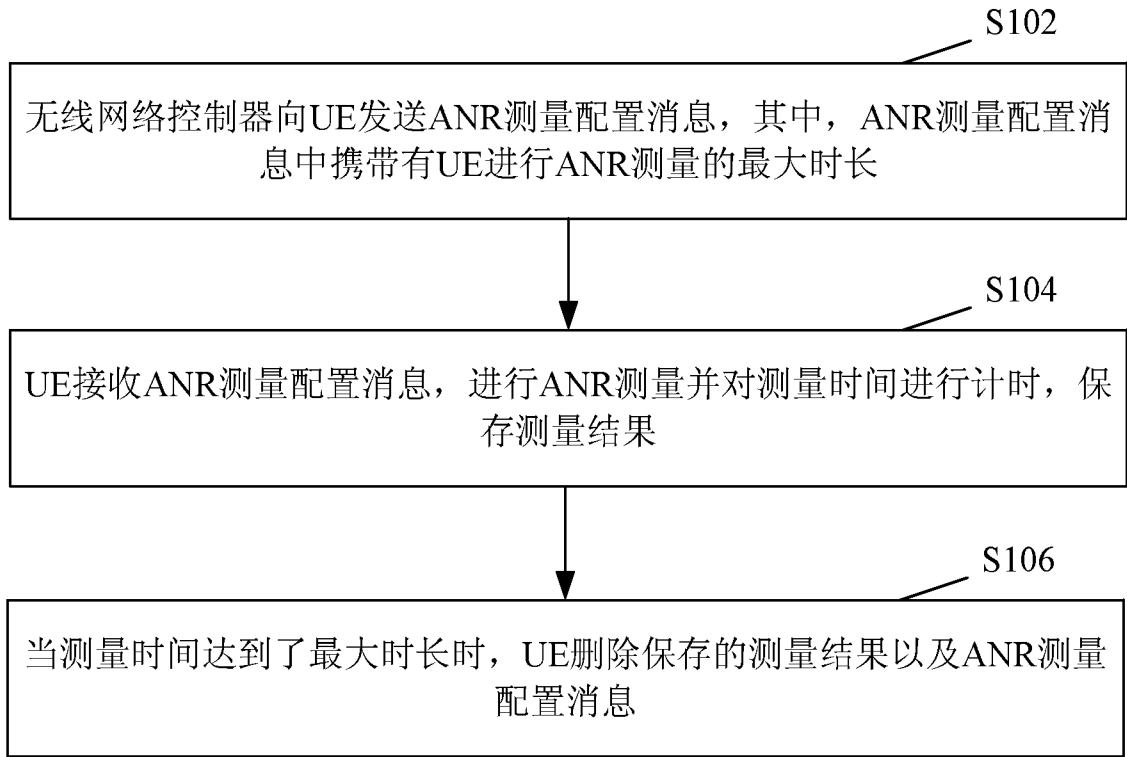 S102
无线网络控制器向UE发送ANR测量配置消息，其中，ANR测量配置消
息中携带有UE进行ANR测量的最大时长
S104
UE接收ANR测量配置消息，进行ANR测量并对测量时间进行计时，保
存测量结果
S106
当测量时间达到了最大时长时，UE删除保存的测量结果以及ANR测量
配置消息